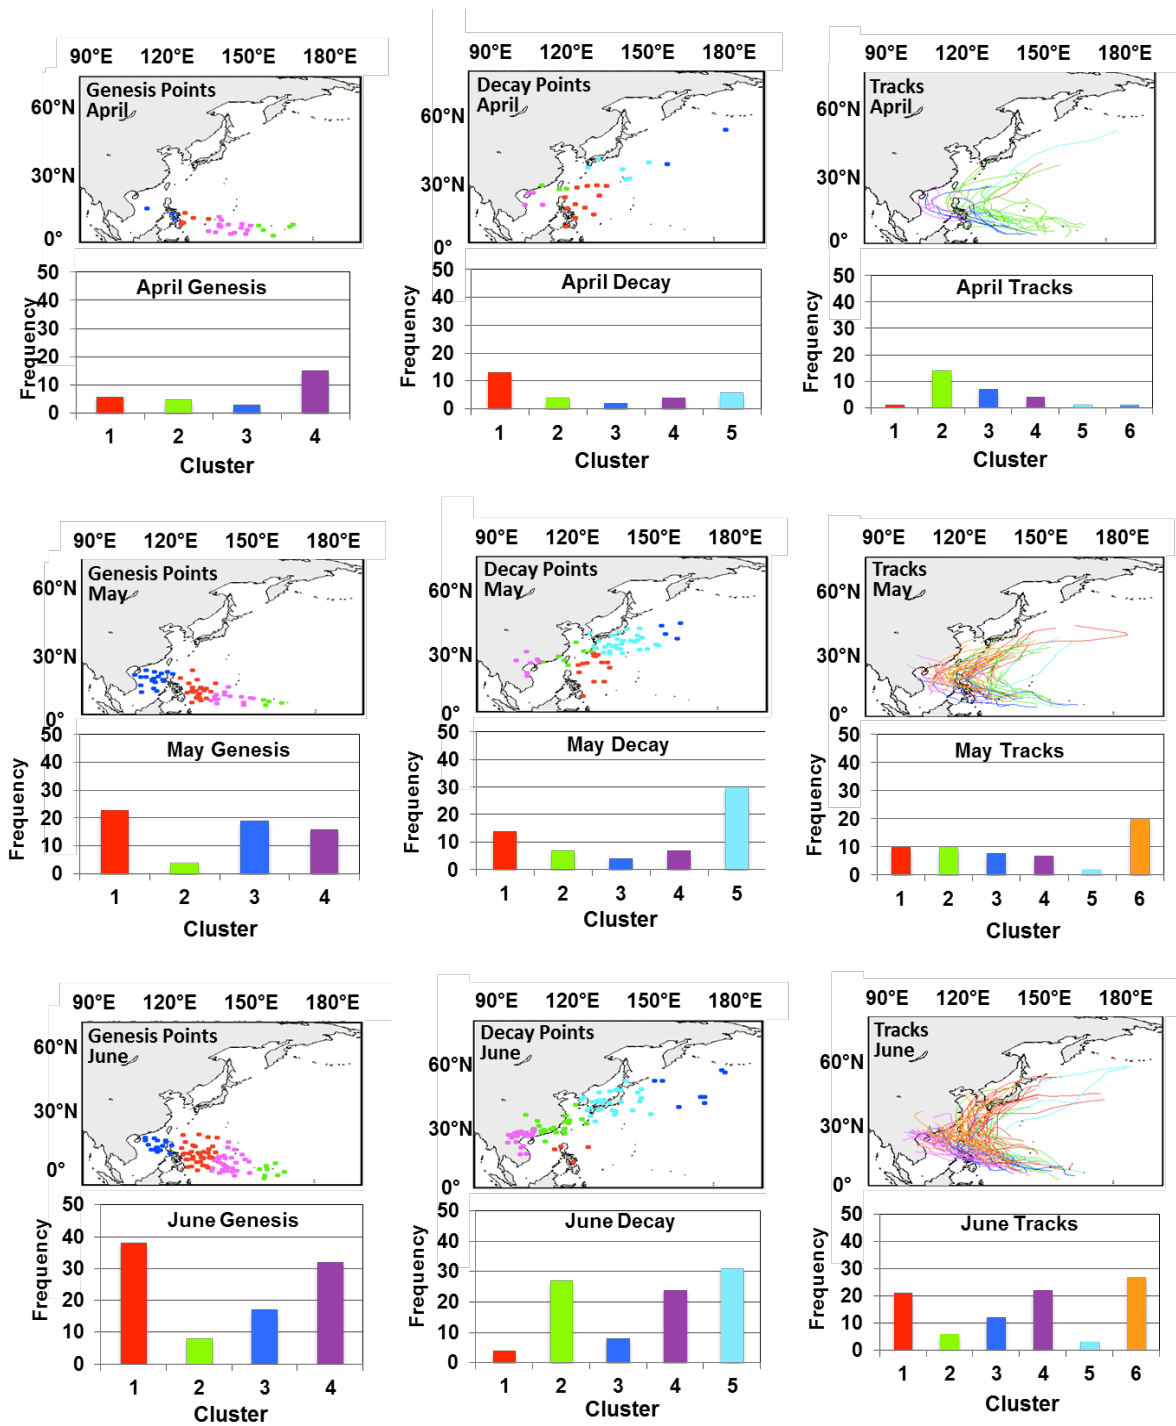 90°E 120°E 150°E 180°E
Genesis Points
April
60°N
30°N
0°
90°E 120°E 150°E 180°E
Decay Points
April
60°N
30°N
0°
90°E 120°E 150°E 180°E
Tracks
April
60°N
30°N
0°
April Genesis
Frequency
50
40
30
20
10
0
1 2 3 4
Cluster
April Decay
Frequency
50
40
30
20
10
0
1 2 3 4 5
Cluster
April Tracks
Frequency
50
40
30
20
10
0
1 2 3 4 5 6
Cluster
90°E 120°E 150°E 180°E
Genesis Points
May
60°N
30°N
0°
90°E 120°E 150°E 180°E
Decay Points
May
60°N
30°N
0°
90°E 120°E 150°E 180°E
Tracks
May
60°N
30°N
0°
May Genesis
Frequency
50
40
30
20
10
0
1 2 3 4
Cluster
May Decay
Frequency
50
40
30
20
10
0
1 2 3 4 5
Cluster
May Tracks
Frequency
50
40
30
20
10
0
1 2 3 4 5 6
Cluster
90°E 120°E 150°E 180°E
Genesis Points
June
60°N
30°N
0°
90°E 120°E 150°E 180°E
Decay Points
June
60°N
30°N
0°
90°E 120°E 150°E 180°E
Tracks
June
60°N
30°N
0°
June Genesis
Frequency
50
40
30
20
10
0
1 2 3 4
Cluster
June Decay
Frequency
50
40
30
20
10
0
1 2 3 4 5
Cluster
June Tracks
Frequency
50
40
30
20
10
0
1 2 3 4 5 6
Cluster